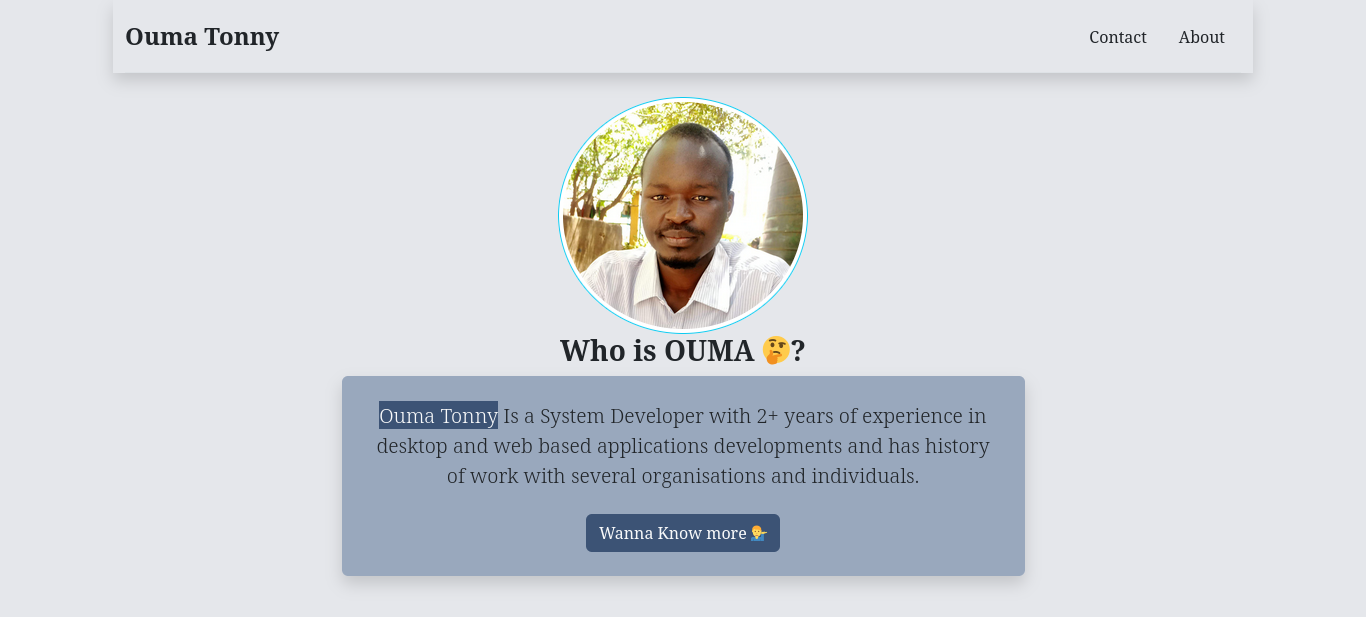 Ouma Tonny
Contact
About
Who is OUMA 🤔?
Ouma Tonny Is a System Developer with 2+ years of experience in
desktop and web based applications developments and has history
of work with several organisations and individuals.
Wanna Know more 💁‍♂️